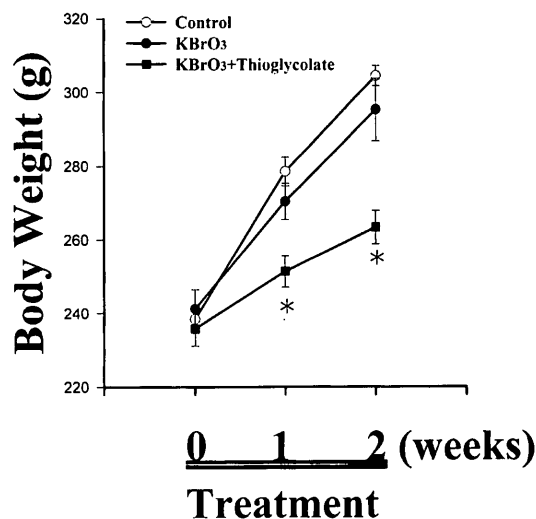 320
300
280
260
240
220
Body Weight (g)
Control
KBrO3
KBrO3+Thioglycolate
*
*
0 1 2 (weeks)
Treatment